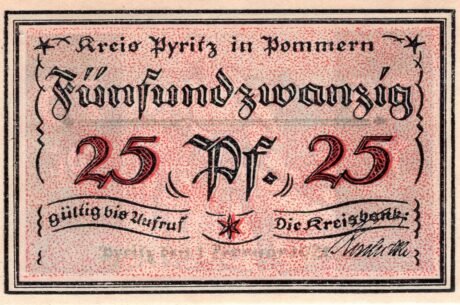 Kreis Pyritz in Pommern
Fünfundzwanzig
25 Pf. 25
gültig bis Aufruf
Die Kreisbank: